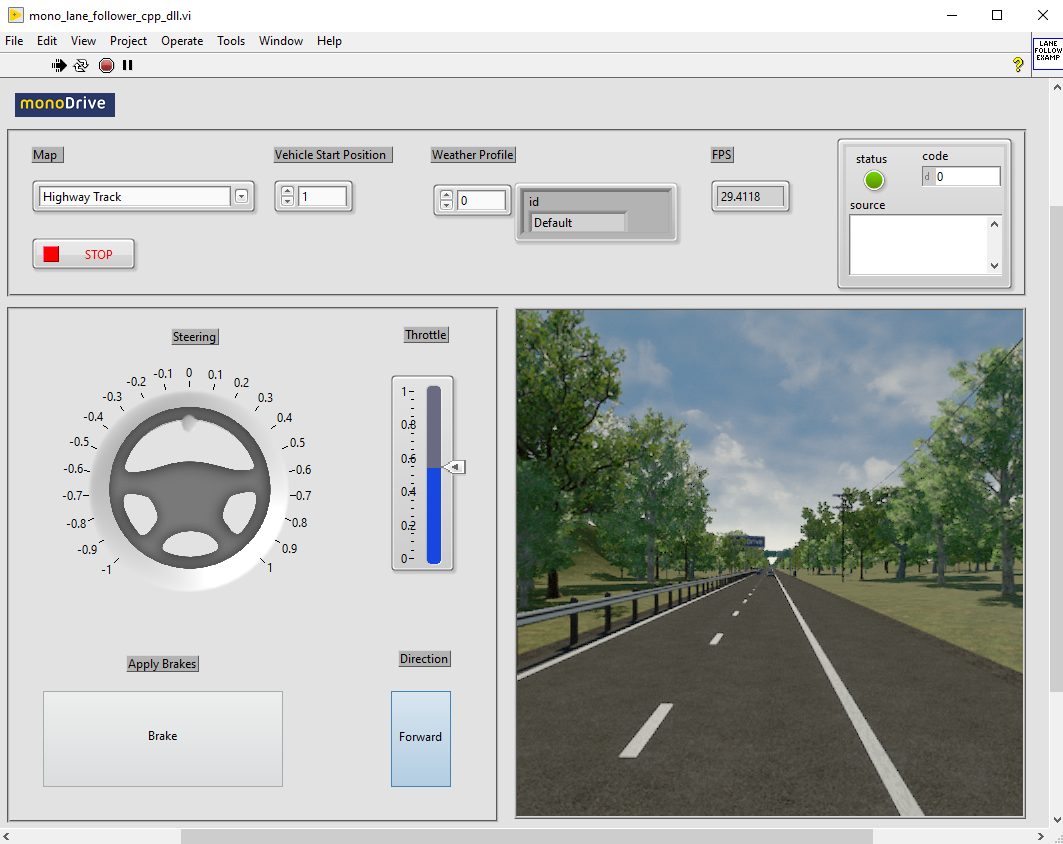 mono_lane_follower_cpp_dll.vi
File Edit View Project Operate Tools Window Help
?
LANE
FOLLOW
EXAMP
monoDrive
Map
Vehicle Start Position
Weather Profile
FPS
status
code
Highway Track
1
0
id
Default
29.4118
d 0
source
STOP
Steering
Throttle
-1
-0.9
-0.8
-0.7
-0.6
-0.5
-0.4
-0.3
-0.2
-0.1
0
0.1
0.2
0.3
0.4
-0.5
-0.6
-0.7
0.8
0.9
1
1
0.8
0.6
0.4
0.2
0
Apply Brakes
Direction
Brake
Forward